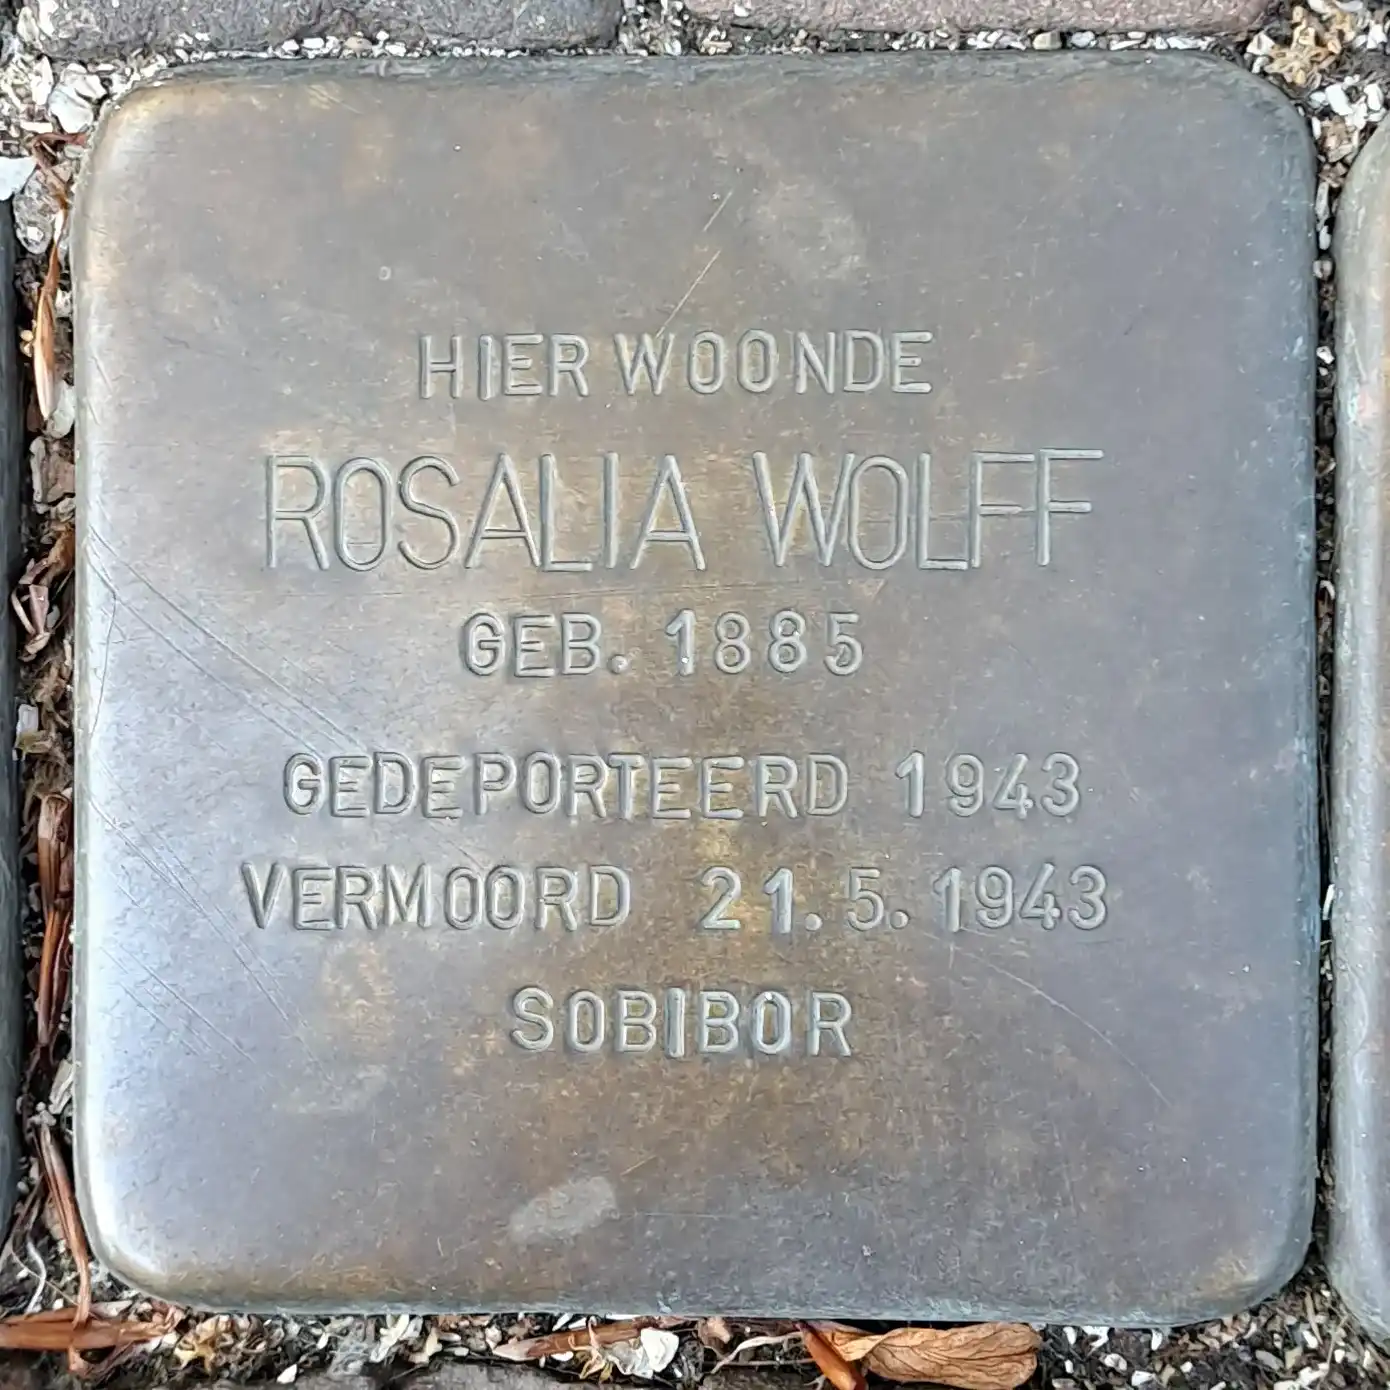 HIER WOONDE
ROSALIA WOLFF
GEB. 1885
GEDEPORTEERD 1943
VERMOORD 21.5.1943
SOBIBOR